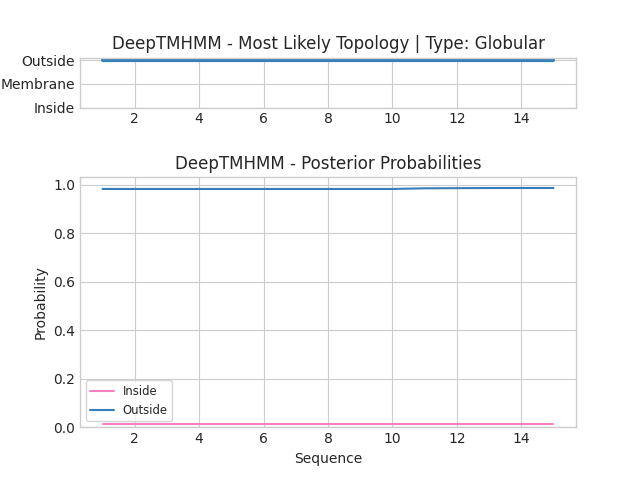 DeepTMHMM - Most Likely Topology | Type: Globular
Outside
Membrane
Inside
2 4 6 8 10 12 14
DeepTMHMM - Posterior Probabilities
1.0
0.8
0.6
0.4
0.2
0.0
Probability
Inside
Outside
2 4 6 8 10 12 14
Sequence